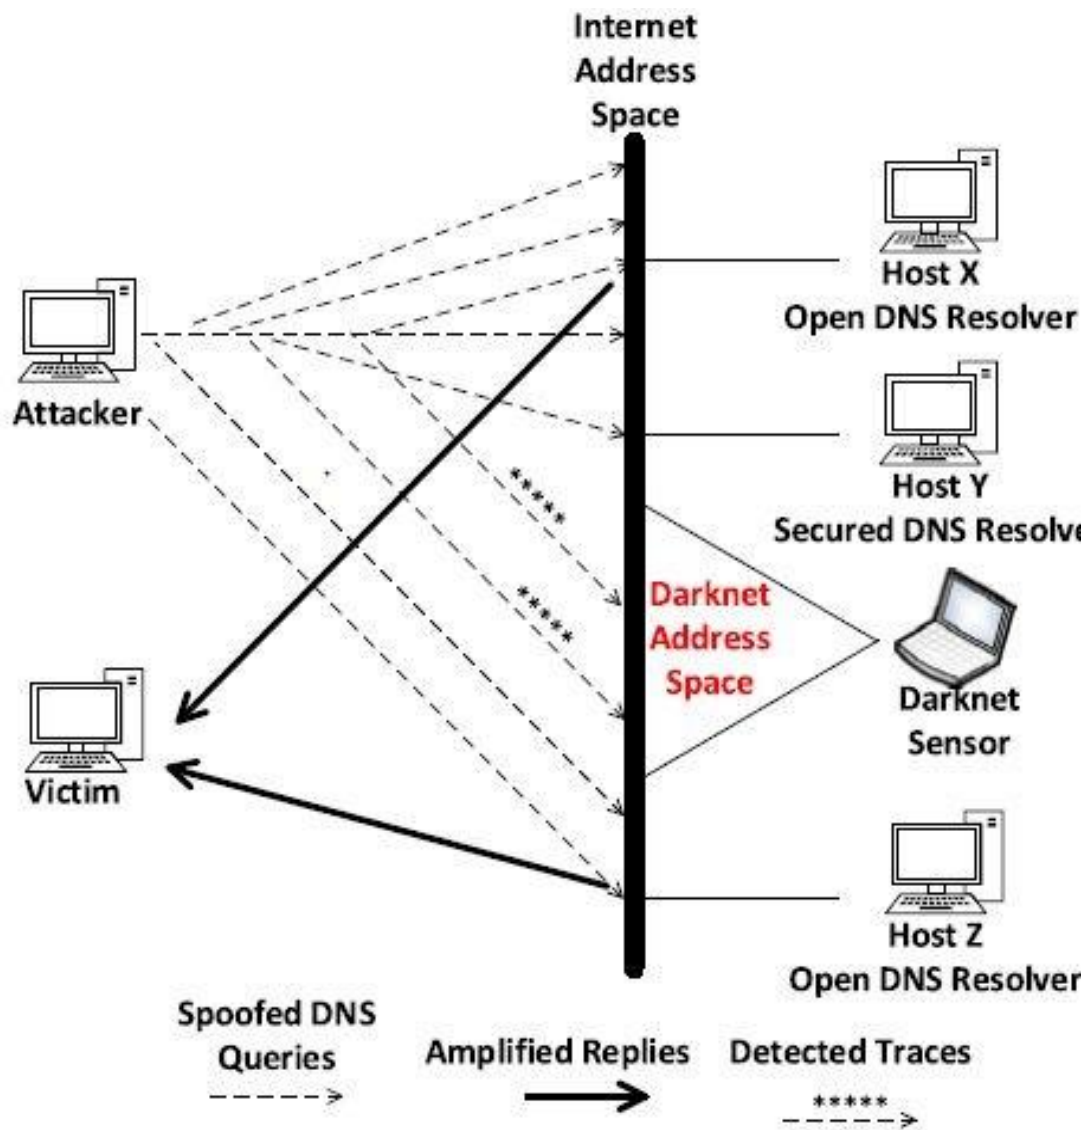 Internet
Address
Space
Host X
Open DNS Resolver
Attacker
Host Y
Secured DNS Resolve
*****
*****
Darknet
Address
Space
Darknet
Sensor
Victim
Host Z
Open DNS Resolver
Spoofed DNS
Queries
Amplified Replies
Detected Traces
*****